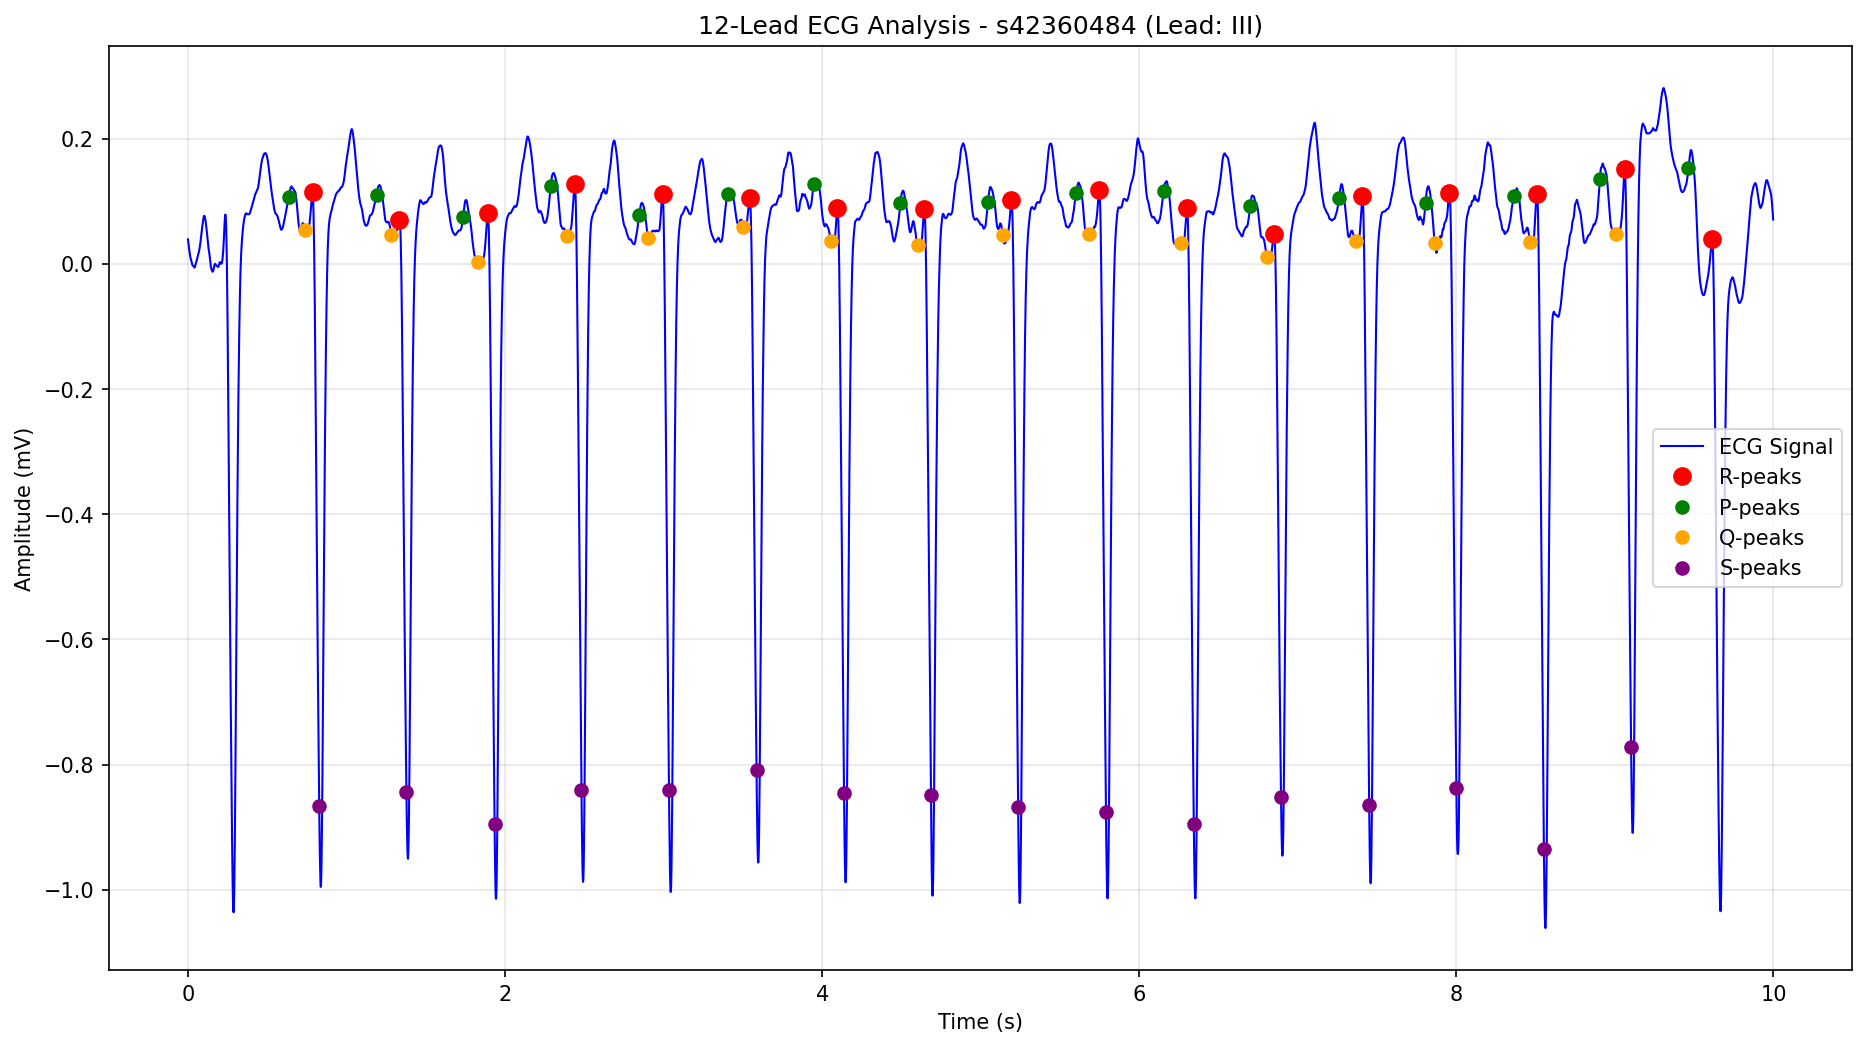 12-Lead ECG Analysis - s42360484 (Lead: III)
Amplitude (mV)
0.2
0.0
−0.2
−0.4
−0.6
−0.8
−1.0
ECG Signal
R-peaks
P-peaks
Q-peaks
S-peaks
0 2 4 6 8 10
Time (s)